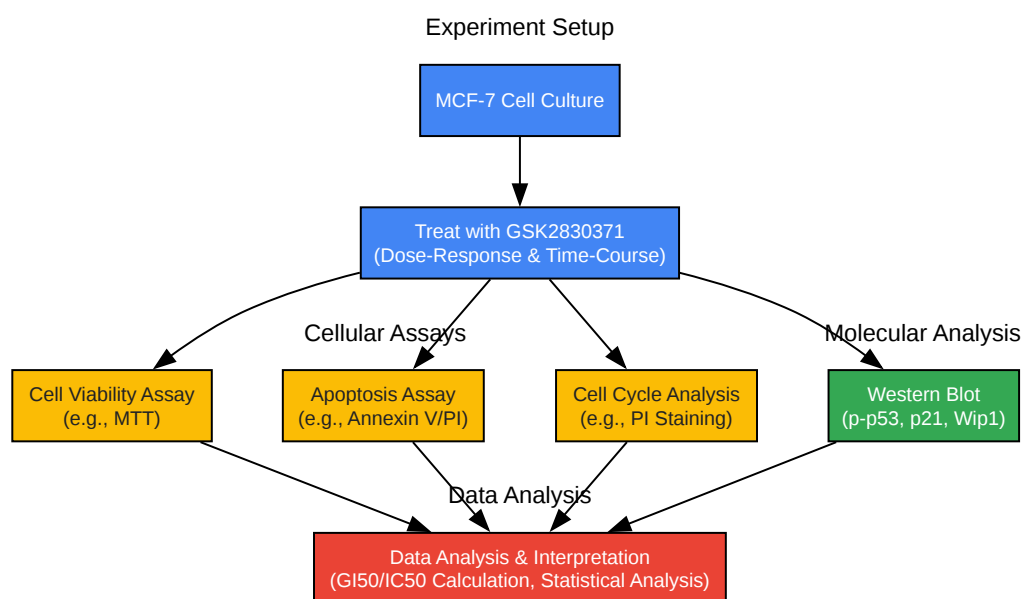 Experiment Setup
MCF-7 Cell Culture
Treat with GSK2830371
(Dose-Response & Time-Course)
Cellular Assays
Molecular Analysis
Cell Viability Assay
(e.g., MTT)
Apoptosis Assay
(e.g., Annexin V/PI)
Cell Cycle Analysis
(e.g., PI Staining)
Western Blot
(p-p53, p21, Wip1)
Data Analysis
Data Analysis & Interpretation
(GI50/IC50 Calculation, Statistical Analysis)